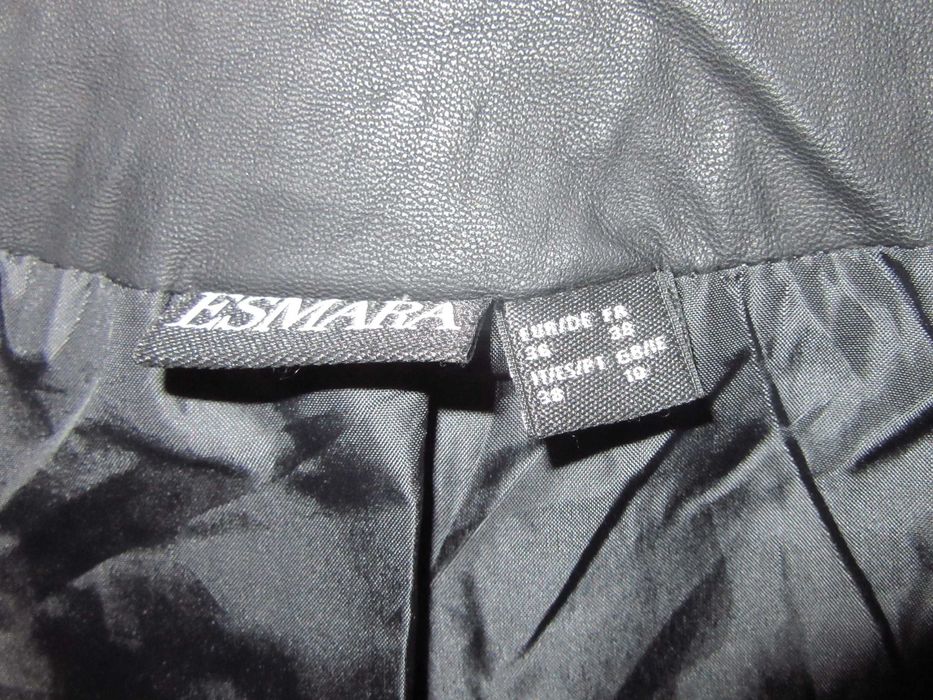 ESMARA
EUR/DE FR
36 38
IT/ES/PT GB/IE
38 10